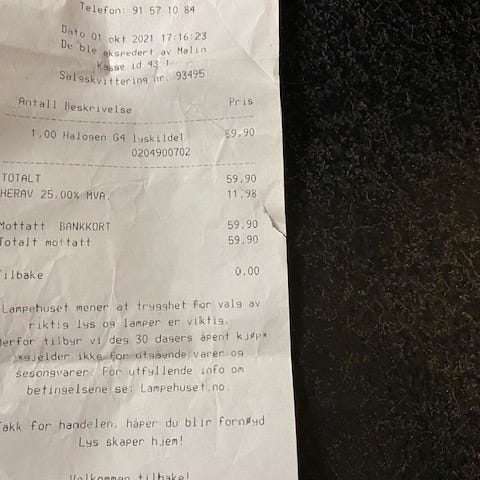 Telefon: 91 57 10 84
Dato 01 okt 2021 17:16:23
De ble ekspedert av Malin
Kasse id 43 1
Salgskvittering nr. 93495
Antall Beskrivelse Pris
1,00 Halogen G4 lyskildel 59,90
0204900702
TOTALT 59,90
HERAV 25,00% MVA, 11,98
Mottatt BANKKORT 59,90
Totalt mottatt 59,90
Tilbake 0,00
Lampehuset mener at trygghet for valg av
riktig lys og lamper er viktig.
Derfor tilbyr vi deg 30 dagers åpent kjøp*
*gjelder ikke for utgående varer og
sesongvarer. For utfyllende info om
betingelsene se: Lampehuset.no.
Takk for handelen, håper du blir fornøyd
Lys skaper hjem!
Velkommen tilbake!